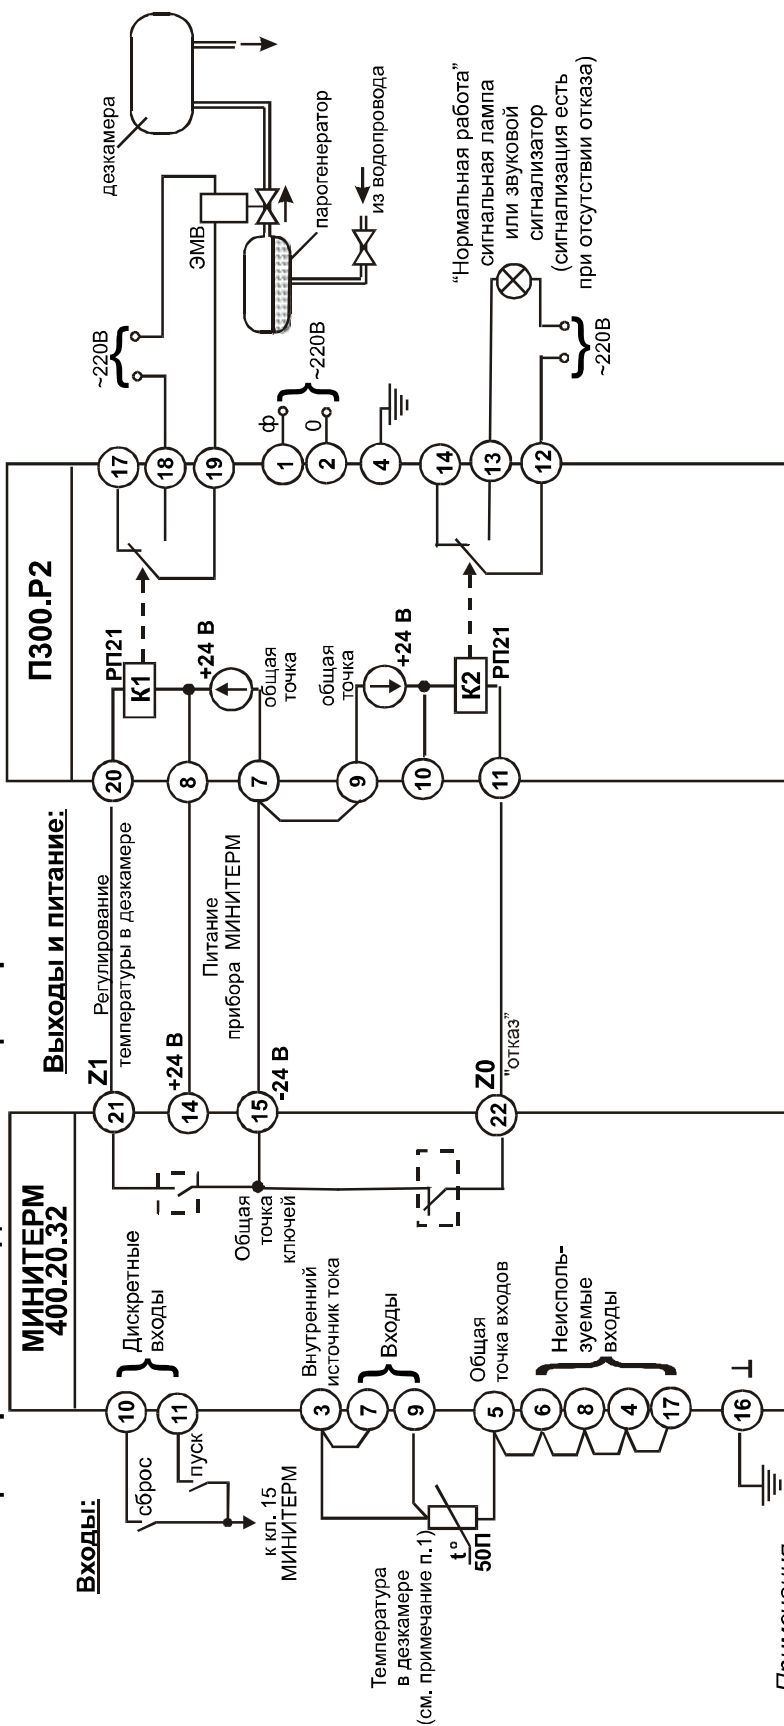 Входы:
Выходы и питание:
МИНИТЕРМ
400.20.32
П300.Р2
10
11
3
7
9
5
6
8
4
17
16
сброс
пуск
к кл. 15
МИНИТЕРМ
Температура
в дезкамере
(см. примечание п.1)
t°
50П
Дискретные
входы
Внутренний
источник тока
Входы
Общая
точка входов
Неисполь-
зуемые
входы
Общая
точка
ключей
21
14
15
22
Z1
+24 В
-24 В
Z0
"отказ"
Регулирование
температуры в дезкамере
Питание
прибора МИНИТЕРМ
20
8
7
9
10
11
РП21
К1
+24 В
общая
точка
общая
точка
+24 В
К2
РП21
17
18
19
1
2
4
14
13
12
~220В
ф
0
~220В
~220В
дезкамера
ЭМВ
парогенератор
из водопровода
“Нормальная работа”
сигнальная лампа
или звуковой
сигнализатор
(сигнализация есть
при отсутствии отказа)